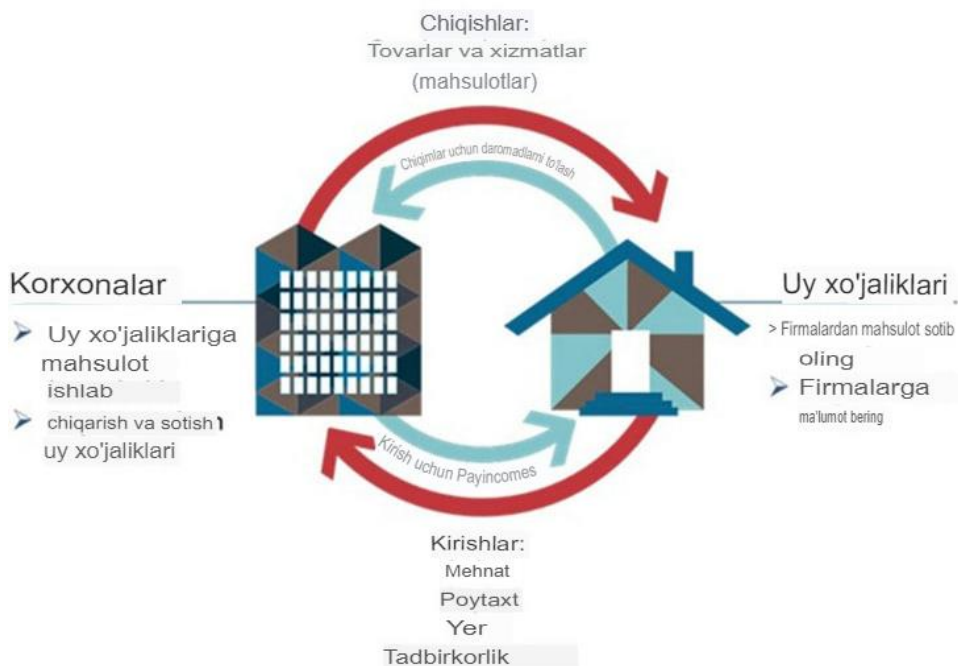 Chiqishlar:
Tovarlar va xizmatlar
(mahsulotlar)
Chiqimlar uchun daromadlarni to'lash
Korxonalar
Uy xo'jaliklariga
mahsulot
ishlab
chiqarish va sotish
uy xo'jaliklari
Uy xo'jaliklari
> Firmalardan mahsulot sotib
oling
Firmalarga
ma'lumot bering
Kirish uchun Payincomes
Kirishlar:
Mehnat
Poytaxt
Yer
Tadbirkorlik